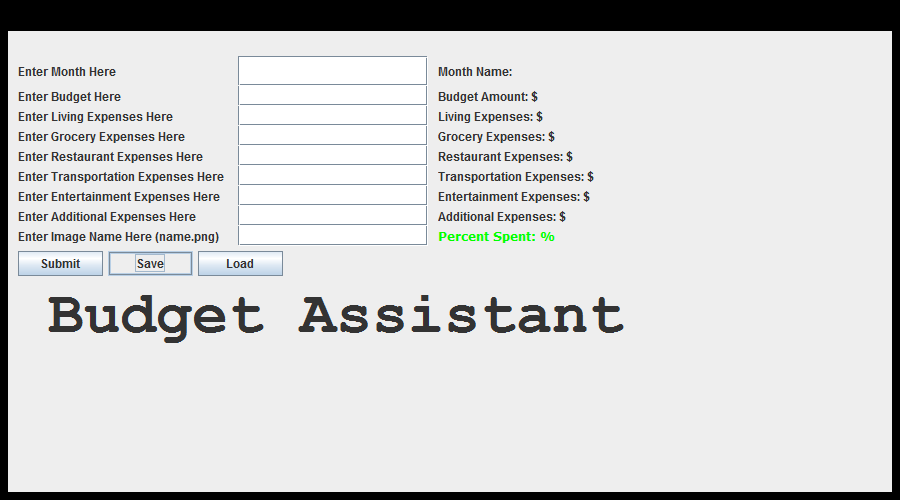 Enter Month Here Month Name:
Enter Budget Here Budget Amount: $
Enter Living Expenses Here Living Expenses: $
Enter Grocery Expenses Here Grocery Expenses: $
Enter Restaurant Expenses Here Restaurant Expenses: $
Enter Transportation Expenses Here Transportation Expenses: $
Enter Entertainment Expenses Here Entertainment Expenses: $
Enter Additional Expenses Here Additional Expenses: $
Enter Image Name Here (name.png) Percent Spent: %
Submit Save Load
Budget Assistant